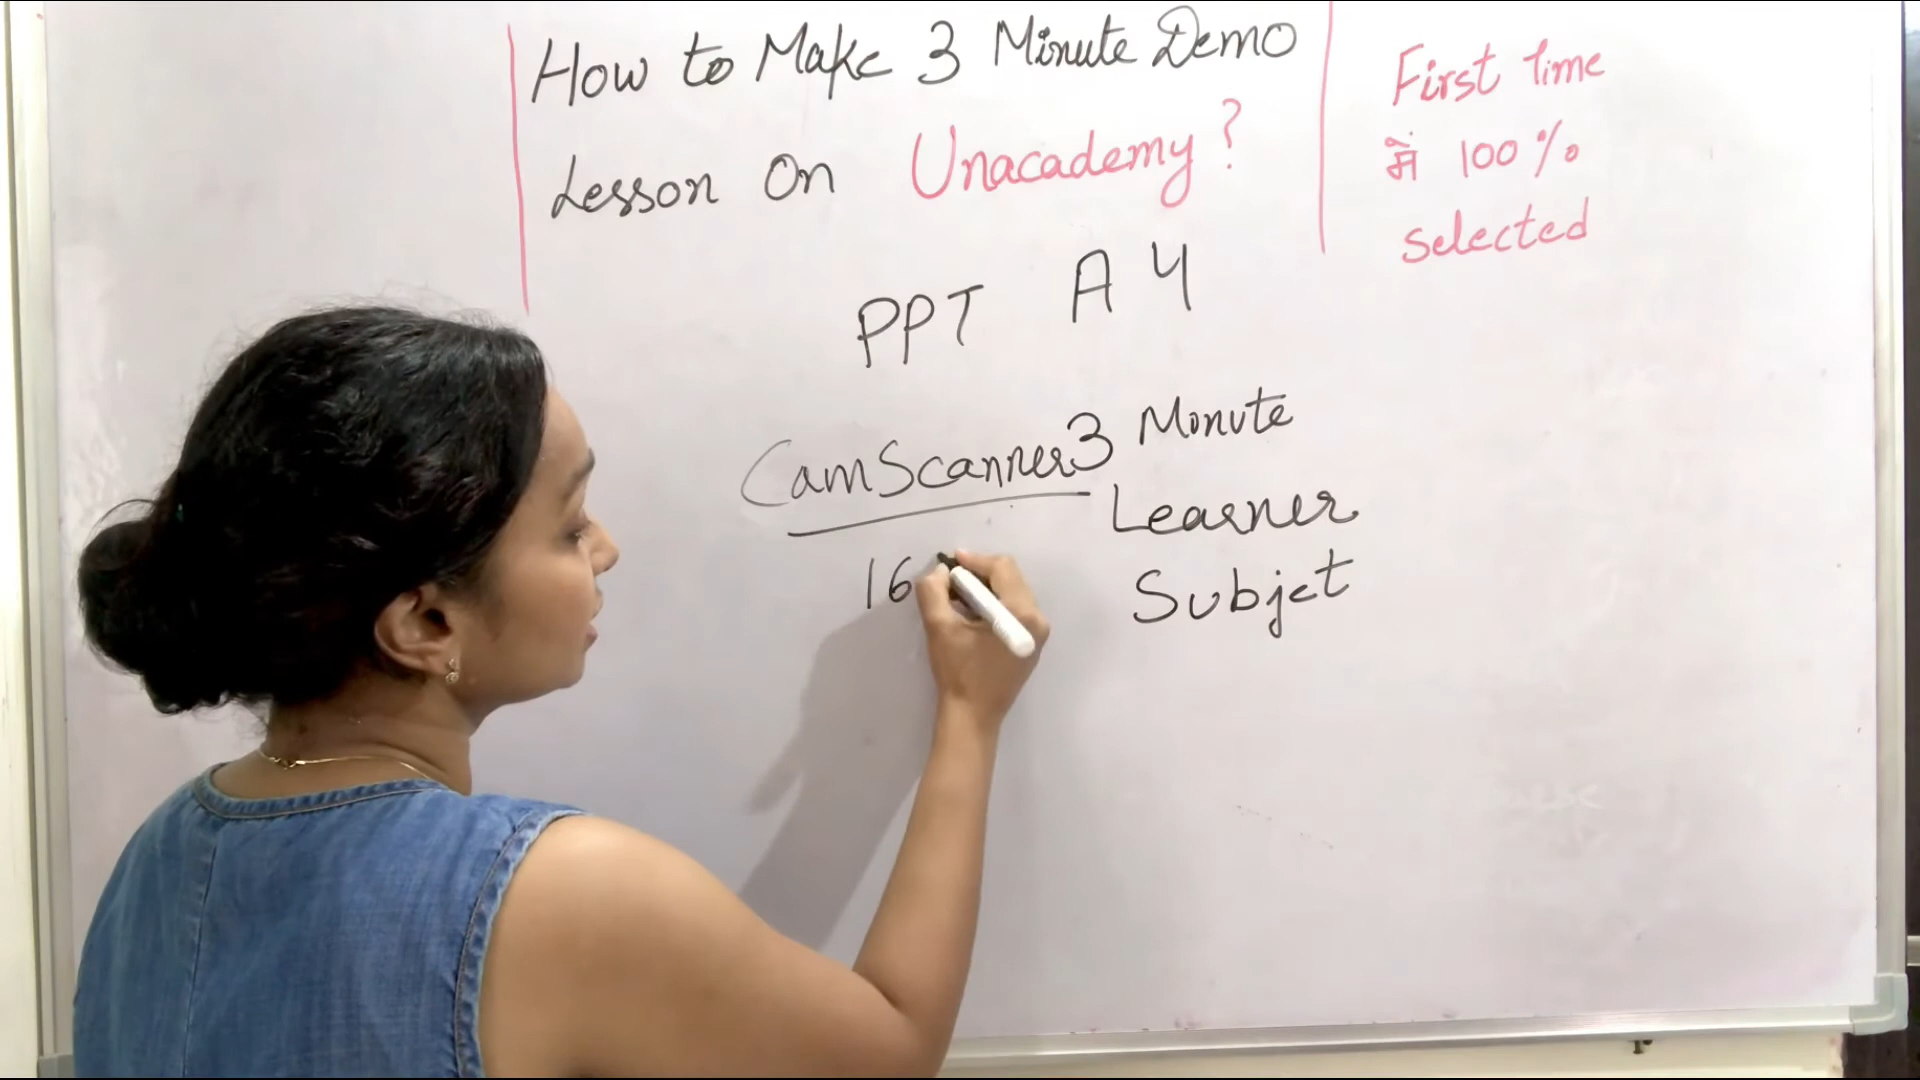 How to Make 3 Minute Demo
Lesson On Unacademy?
First time
में 100%
selected
PPT A4
CamScanner 3 Minute
Learner
Subjct
16